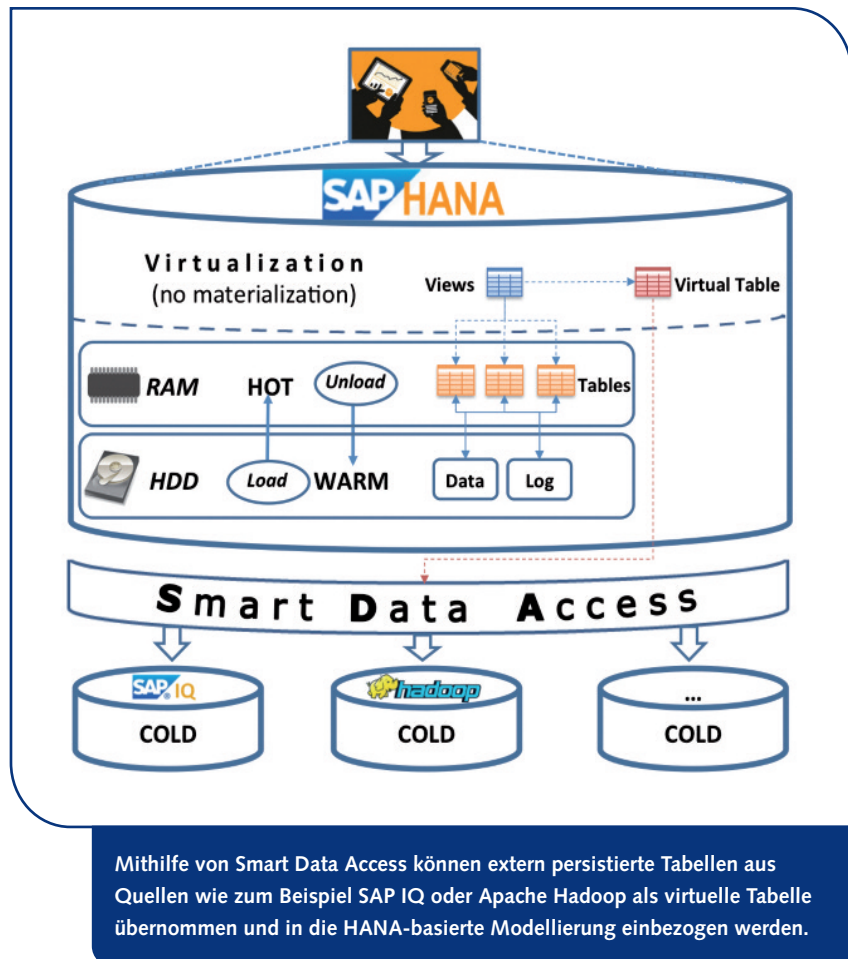 SAP HANA
Virtualization
(no materialization)
Views
Virtual Table
RAM
HOT
Unload
Tables
HDD
Load
WARM
Data
Log
Smart Data Access
SAP IQ
hadoop
...
COLD
COLD
COLD
Mithilfe von Smart Data Access können extern persistierte Tabellen aus
Quellen wie zum Beispiel SAP IQ oder Apache Hadoop als virtuelle Tabelle
übernommen und in die HANA-basierte Modellierung einbezogen werden.